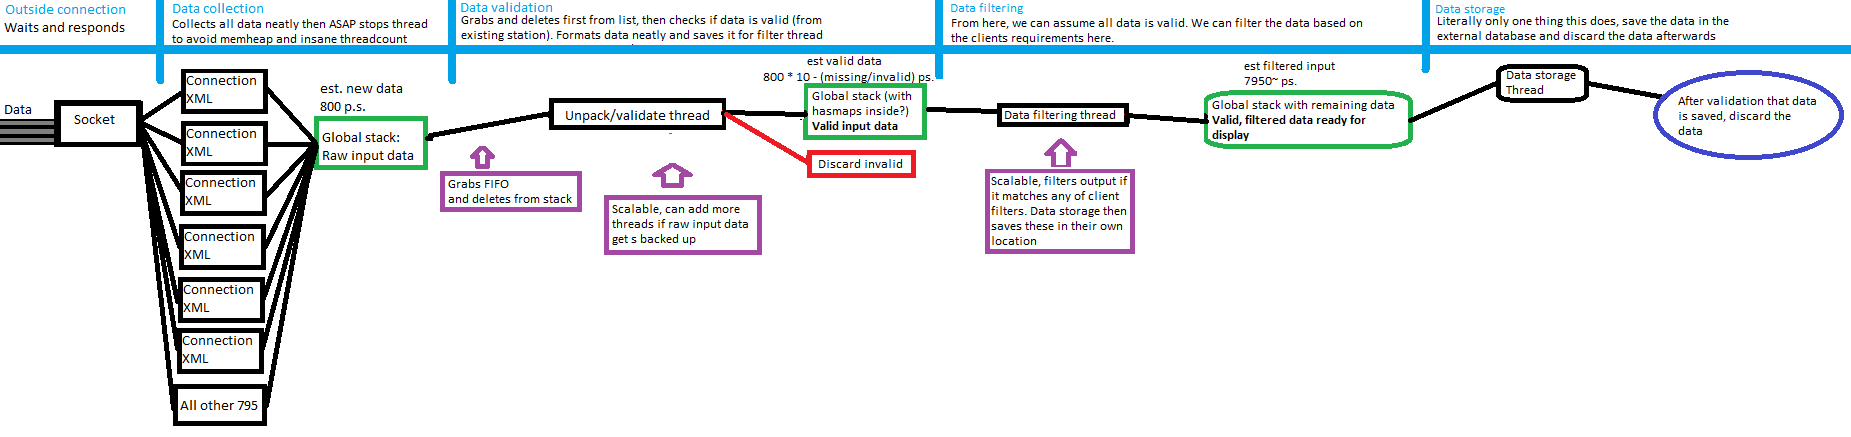 Outside connection
Waits and responds
Data collection
Collects all data neatly then ASAP stops thread
to avoid memheap and insane threadcount
Data validation
Grabs and deletes first from list, then checks if data is valid (from
existing station). Formats data neatly and saves it for filter thread
Data filtering
From here, we can assume all data is valid. We can filter the data based on
the clients requirements here.
Data storage
Literally only one thing this does, save the data in the
external database and discard the data afterwards
Data
Socket
Connection
XML
Connection
XML
Connection
XML
Connection
XML
Connection
XML
Connection
XML
All other 795
est. new data
800 p.s.
Global stack:
Raw input data
Grabs FIFO
and deletes from stack
Unpack/validate thread
Scalable, can add more
threads if raw input data
get s backed up
est valid data
800 * 10 - (missing/invalid) ps.
Global stack (with
hasmaps inside?)
Valid input data
Discard invalid
Data filtering thread
Scalable, filters output if
it matches any of client
filters. Data storage then
saves these in their own
location
est filtered input
7950~ ps.
Global stack with remaining data
Valid, filtered data ready for
display
Data storage
Thread
After validation that data
is saved, discard the
data